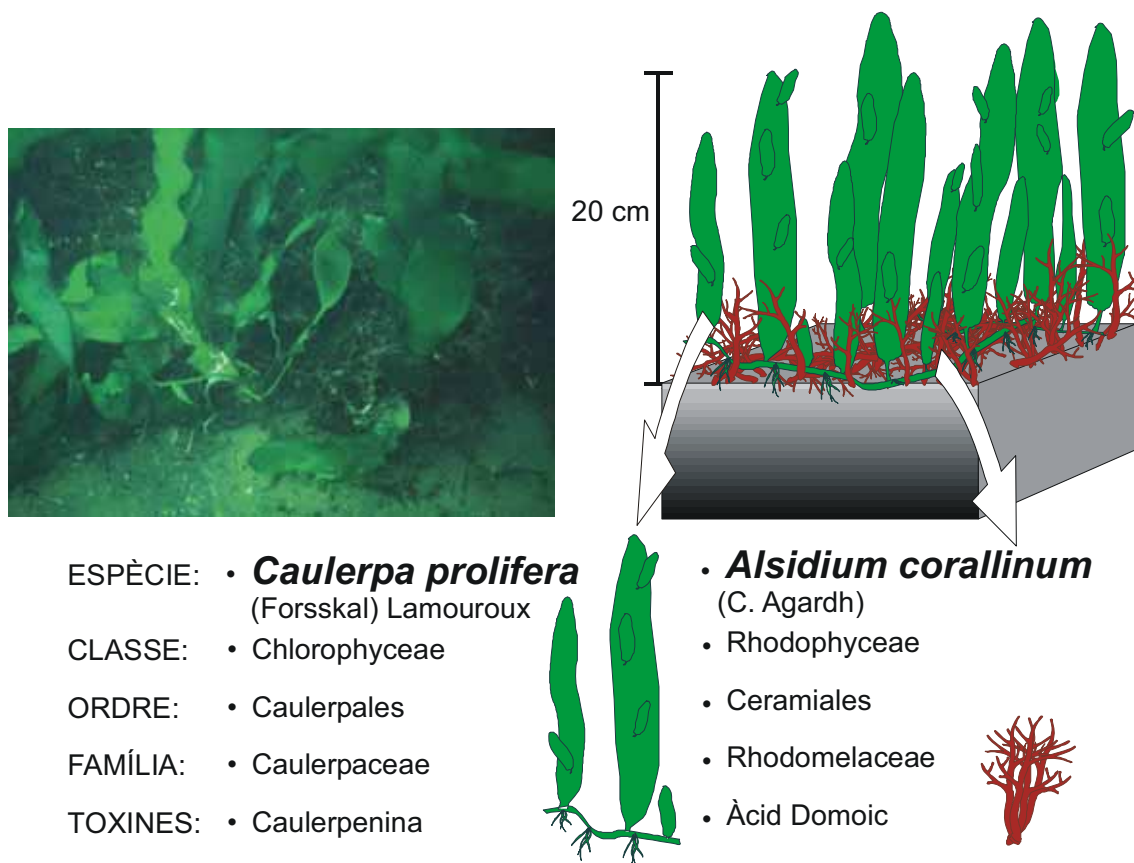 20 cm
ESPÈCIE: • Caulerpa prolifera
(Forsskal) Lamouroux
• Alsidium corallinum
(C. Agardh)
CLASSE: • Chlorophyceae
• Rhodophyceae
ORDRE: • Caulerpales
• Ceramiales
FAMÍLIA: • Caulerpaceae
• Rhodomelaceae
TOXINES: • Caulerpenina
• Àcid Domoic